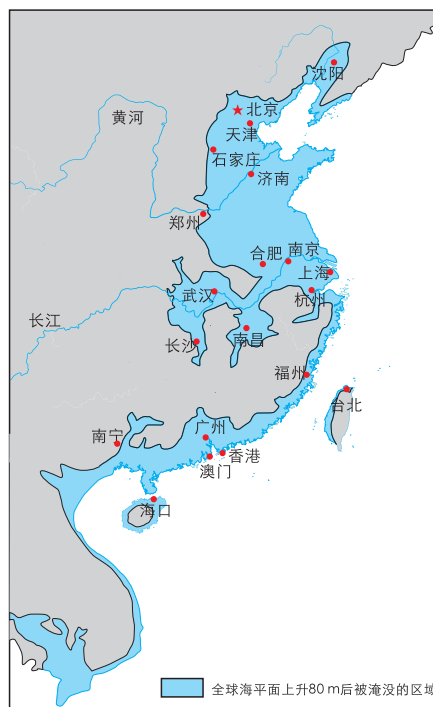 沈阳
北京
黄河
天津
石家庄
济南
郑州
合肥
南京
上海
武汉
杭州
长江
长沙
南昌
福州
台北
广州
南宁
香港
澳门
海口
全球海平面上升80 m后被淹没的区域